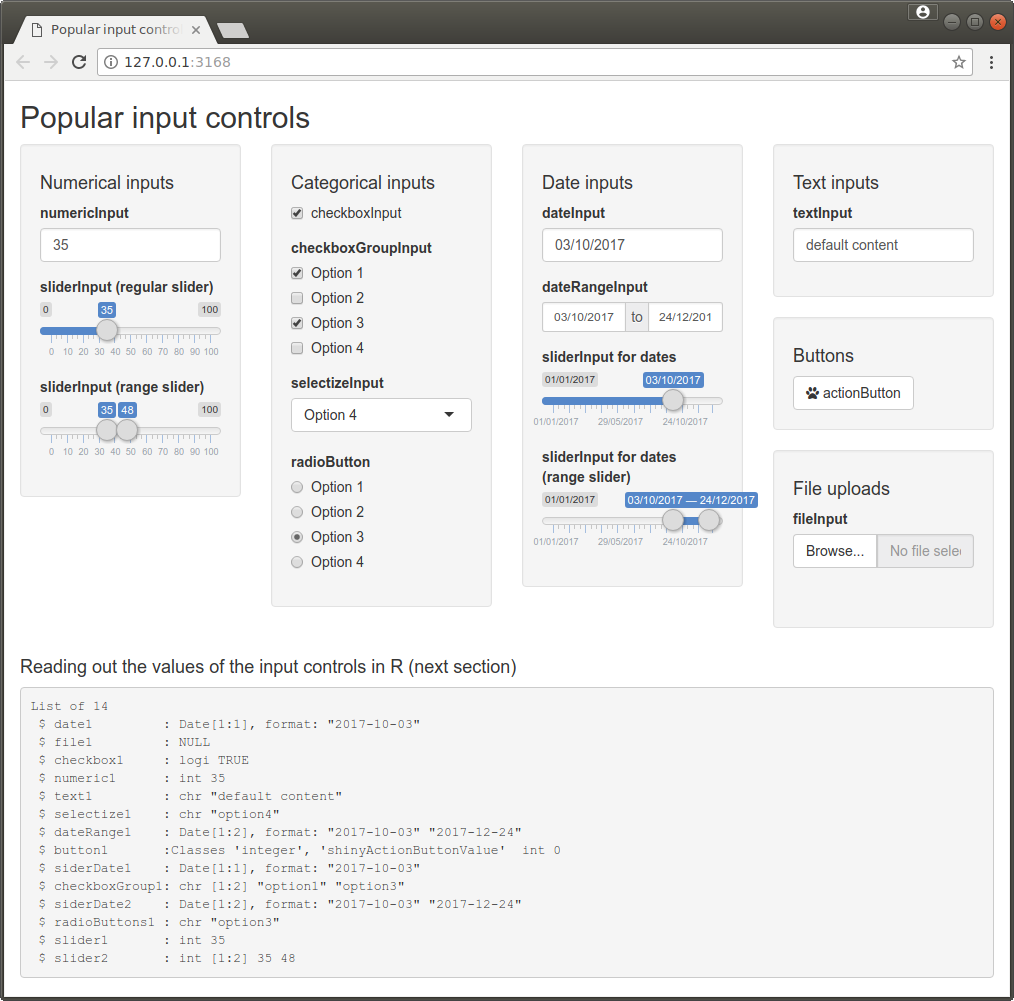 Popular input contro
127.0.0.1:3168
Popular input controls
Numerical inputs
numericInput
35
sliderInput (regular slider)
0 35 100
0 10 20 30 40 50 60 70 80 90 100
sliderInput (range slider)
0 35 48 100
0 10 20 30 40 50 60 70 80 90 100
Categorical inputs
checkboxInput
checkboxGroupInput
Option 1
Option 2
Option 3
Option 4
selectizeInput
Option 4
radioButton
Option 1
Option 2
Option 3
Option 4
Date inputs
dateInput
03/10/2017
dateRangeInput
03/10/2017 to 24/12/201
sliderInput for dates
01/01/2017 03/10/2017
01/01/2017 29/05/2017 24/10/2017
sliderInput for dates
(range slider)
01/01/2017 03/10/2017 — 24/12/2017
01/01/2017 29/05/2017 24/10/2017
Text inputs
textInput
default content
Buttons
actionButton
File uploads
fileInput
Browse... No file selec
Reading out the values of the input controls in R (next section)
List of 14
$ date1 : Date[1:1], format: "2017-10-03"
$ file1 : NULL
$ checkbox1 : logi TRUE
$ numeric1 : int 35
$ text1 : chr "default content"
$ selectize1 : chr "option4"
$ dateRange1 : Date[1:2], format: "2017-10-03" "2017-12-24"
$ button1 :Classes 'integer', 'shinyActionButtonValue' int 0
$ siderDate1 : Date[1:1], format: "2017-10-03"
$ checkboxGroup1: chr [1:2] "option1" "option3"
$ siderDate2 : Date[1:2], format: "2017-10-03" "2017-12-24"
$ radioButtons1 : chr "option3"
$ slider1 : int 35
$ slider2 : int [1:2] 35 48